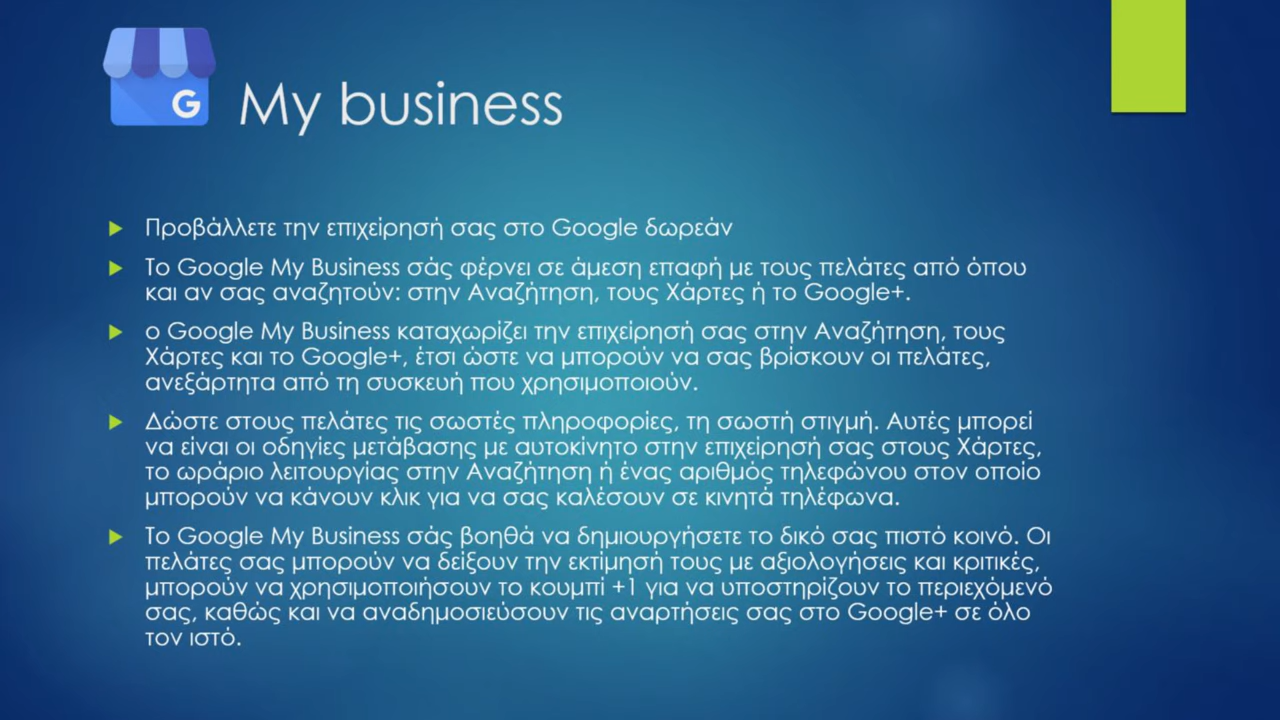 G
My business
Προβάλλετε την επιχείρησή σας στο Google δωρεάν
Το Google My Business σάς φέρνει σε άμεση επαφή με τους πελάτες από όπου
και αν σας αναζητούν: στην Αναζήτηση, τους Χάρτες ή το Google+.
ο Google My Business καταχωρίζει την επιχείρησή σας στην Αναζήτηση, τους
Χάρτες και το Google+, έτσι ώστε να μπορούν να σας βρίσκουν οι πελάτες,
ανεξάρτητα από τη συσκευή που χρησιμοποιούν.
Δώστε στους πελάτες τις σωστές πληροφορίες, τη σωστή στιγμή. Αυτές μπορεί
να είναι οι οδηγίες μετάβασης με αυτοκίνητο στην επιχείρησή σας στους Χάρτες,
το ωράριο λειτουργίας στην Αναζήτηση ή ένας αριθμός τηλεφώνου στον οποίο
μπορούν να κάνουν κλικ για να σας καλέσουν σε κινητά τηλέφωνα.
Το Google My Business σάς βοηθά να δημιουργήσετε το δικό σας πιστό κοινό. Οι
πελάτες σας μπορούν να δείξουν την εκτίμησή τους με αξιολογήσεις και κριτικές,
μπορούν να χρησιμοποιήσουν το κουμπί +1 για να υποστηρίζουν το περιεχόμενό
σας, καθώς και να αναδημοσιεύσουν τις αναρτήσεις σας στο Google+ σε όλο
τον ιστό.